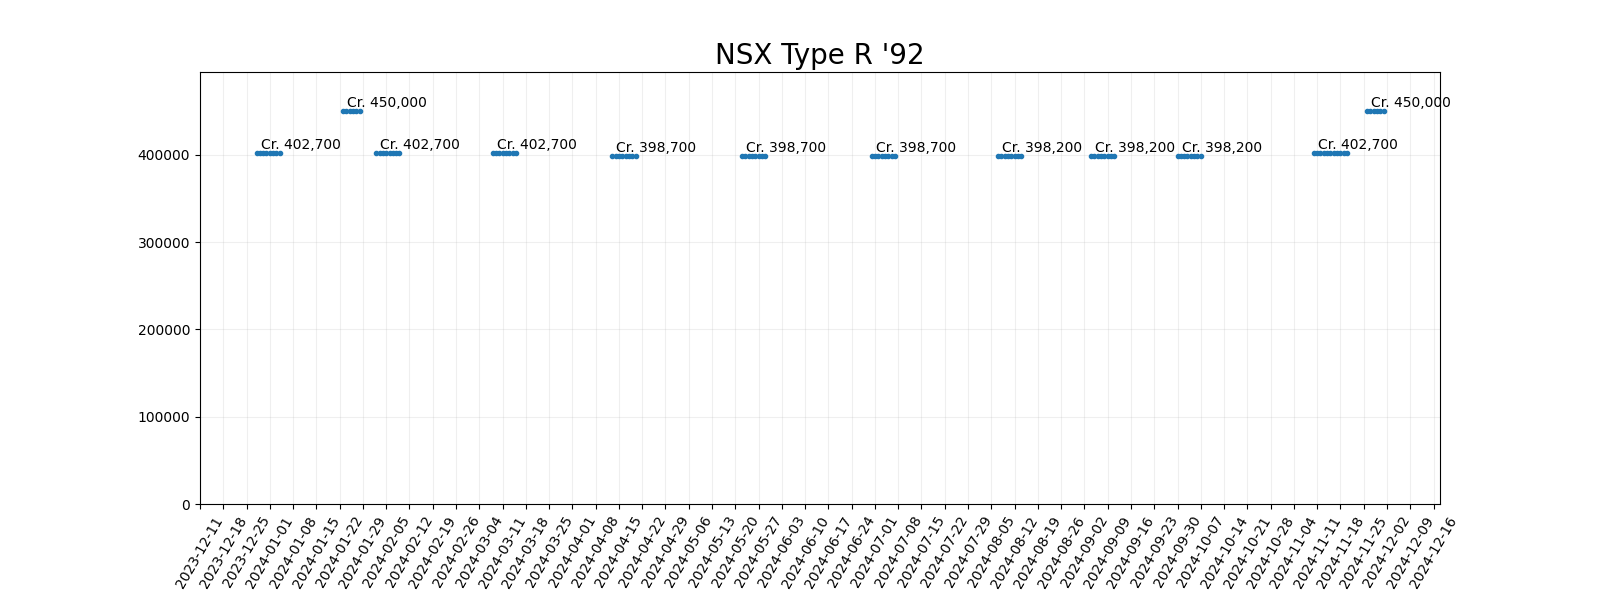 NSX Type R '92
Cr. 450,000 Cr. 450,000
Cr. 402,700 Cr. 402,700 Cr. 402,700 Cr. 398,700 Cr. 398,700 Cr. 398,700 Cr. 398,200 Cr. 398,200 Cr. 398,200 Cr. 402,700
400000
300000
200000
100000
0
2023-12-11 2023-12-18 2023-12-25 2024-01-01 2024-01-08 2024-01-15 2024-01-22 2024-01-29 2024-02-05 2024-02-12 2024-02-19 2024-02-26 2024-03-04 2024-03-11 2024-03-18 2024-03-25 2024-04-01 2024-04-08 2024-04-15 2024-04-22 2024-04-29 2024-05-06 2024-05-13 2024-05-20 2024-05-27 2024-06-03 2024-06-10 2024-06-17 2024-06-24 2024-07-01 2024-07-08 2024-07-15 2024-07-22 2024-07-29 2024-08-05 2024-08-12 2024-08-19 2024-08-26 2024-09-02 2024-09-09 2024-09-16 2024-09-23 2024-09-30 2024-10-07 2024-10-14 2024-10-21 2024-10-28 2024-11-04 2024-11-11 2024-11-18 2024-11-25 2024-12-02 2024-12-09 2024-12-16